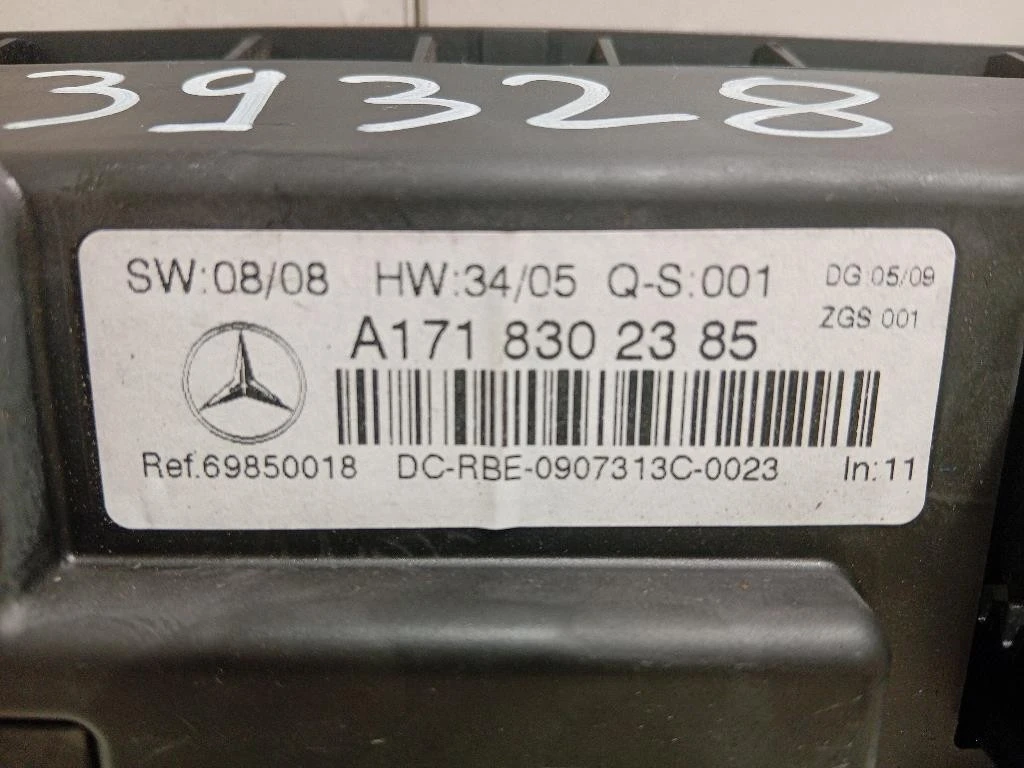 39328
SW:08/08 HW:34/05 Q-S:001 DG:05/09
ZGS 001
A171 830 23 85
Ref.69850018 DC-RBE-0907313C-0023 In:11